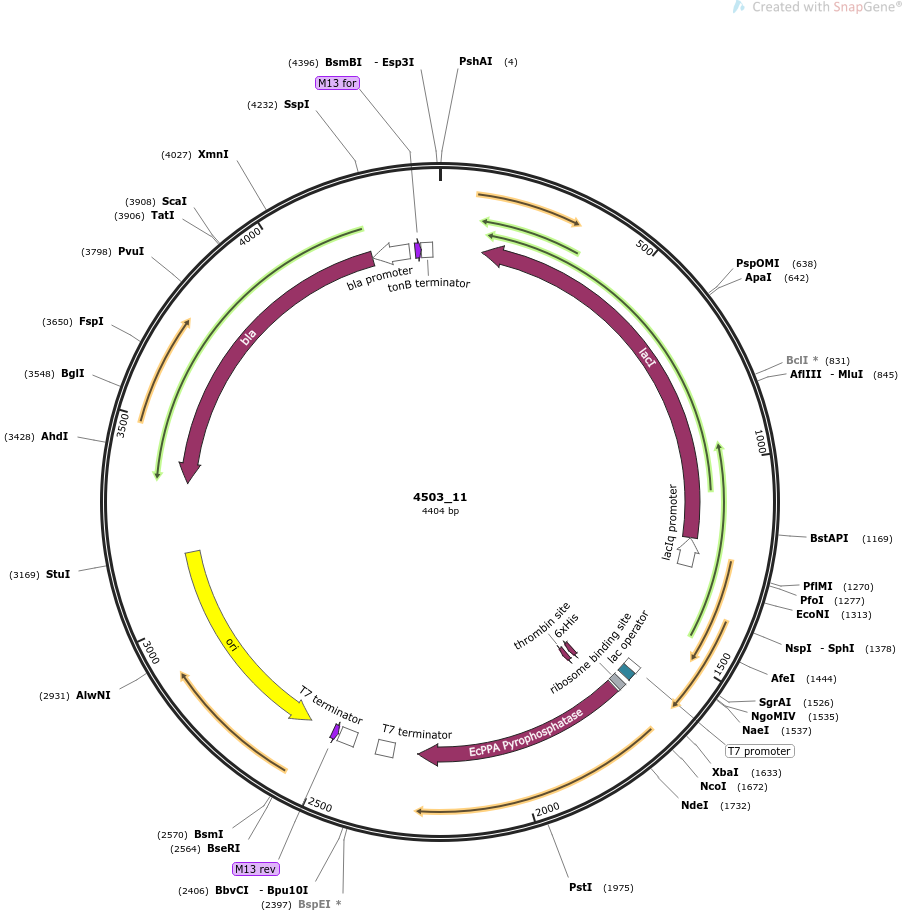 Created with SnapGene®
(4396) BsmBI - Esp3I
PshAI (4)
M13 for
(4232) SspI
(4027) XmnI
(3908) ScaI
(3906) TatI
(3798) PvuI
(3650) FspI
(3548) BglI
(3428) AhdI
(3169) StuI
(2931) AlwNI
(2570) BsmI
(2564) BseRI
M13 rev
(2406) BbvCI - Bpu10I
(2397) BspEI *
PspOMI (638)
ApaI (642)
BclI * (831)
AflIII - MluI (845)
BstAPI (1169)
PflMI (1270)
PfoI (1277)
EcoNI (1313)
NspI - SphI (1378)
AfeI (1444)
SgrAI (1526)
NgoMIV (1535)
NaeI (1537)
T7 promoter
XbaI (1633)
NcoI (1672)
NdeI (1732)
PstI (1975)
500
1000
1500
2000
2500
3000
3500
4000
bla promoter
tonB terminator
bla
lacI
lacIq promoter
4503_11
4404 bp
thrombin site
6xHis
ribosome binding site
lac operator
EcPPA Pyrophosphatase
T7 terminator
T7 terminator
ori